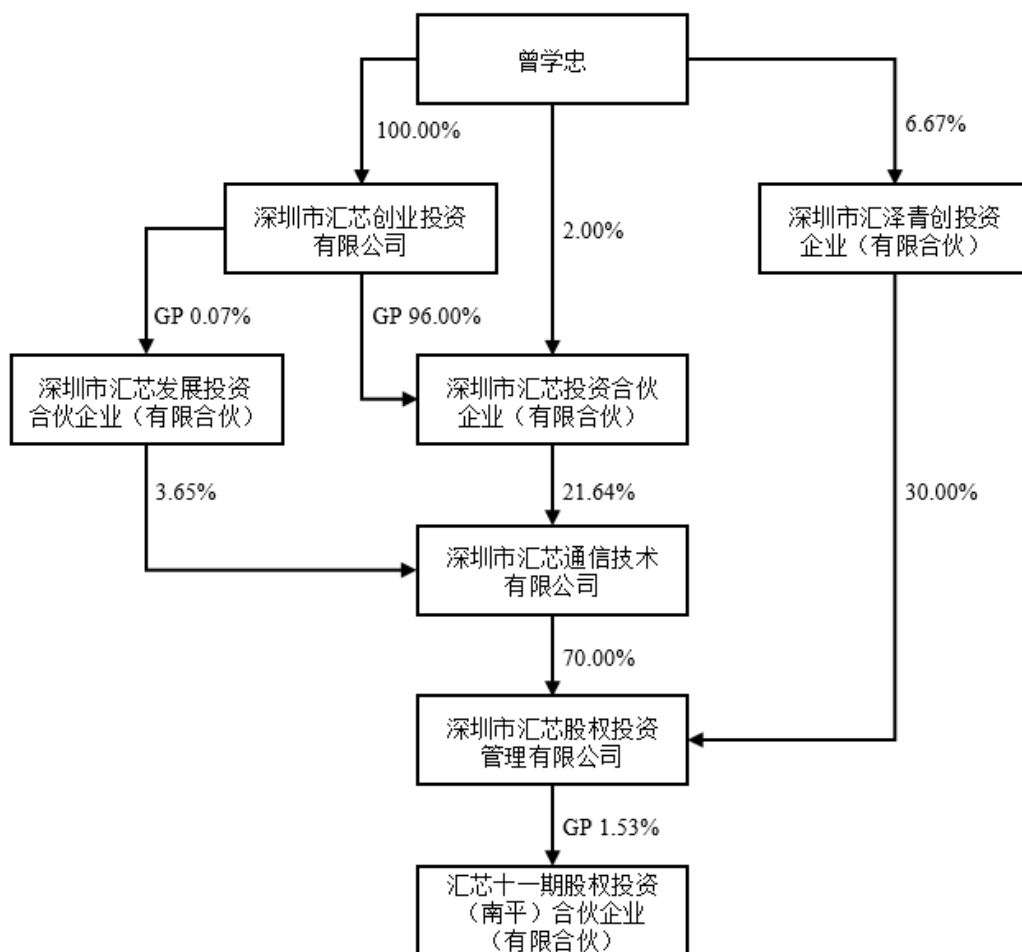 曾学忠
100.00%
6.67%
深圳市汇芯创业投资
有限公司
2.00%
深圳市汇泽青创投资
企业（有限合伙）
GP 0.07%
GP 96.00%
深圳市汇芯发展投资
合伙企业（有限合伙）
深圳市汇芯投资合伙
企业（有限合伙）
3.65%
21.64%
30.00%
深圳市汇芯通信技术
有限公司
70.00%
深圳市汇芯股权投资
管理有限公司
GP 1.53%
汇芯十一期股权投资
（南平）合伙企业
（有限合伙）